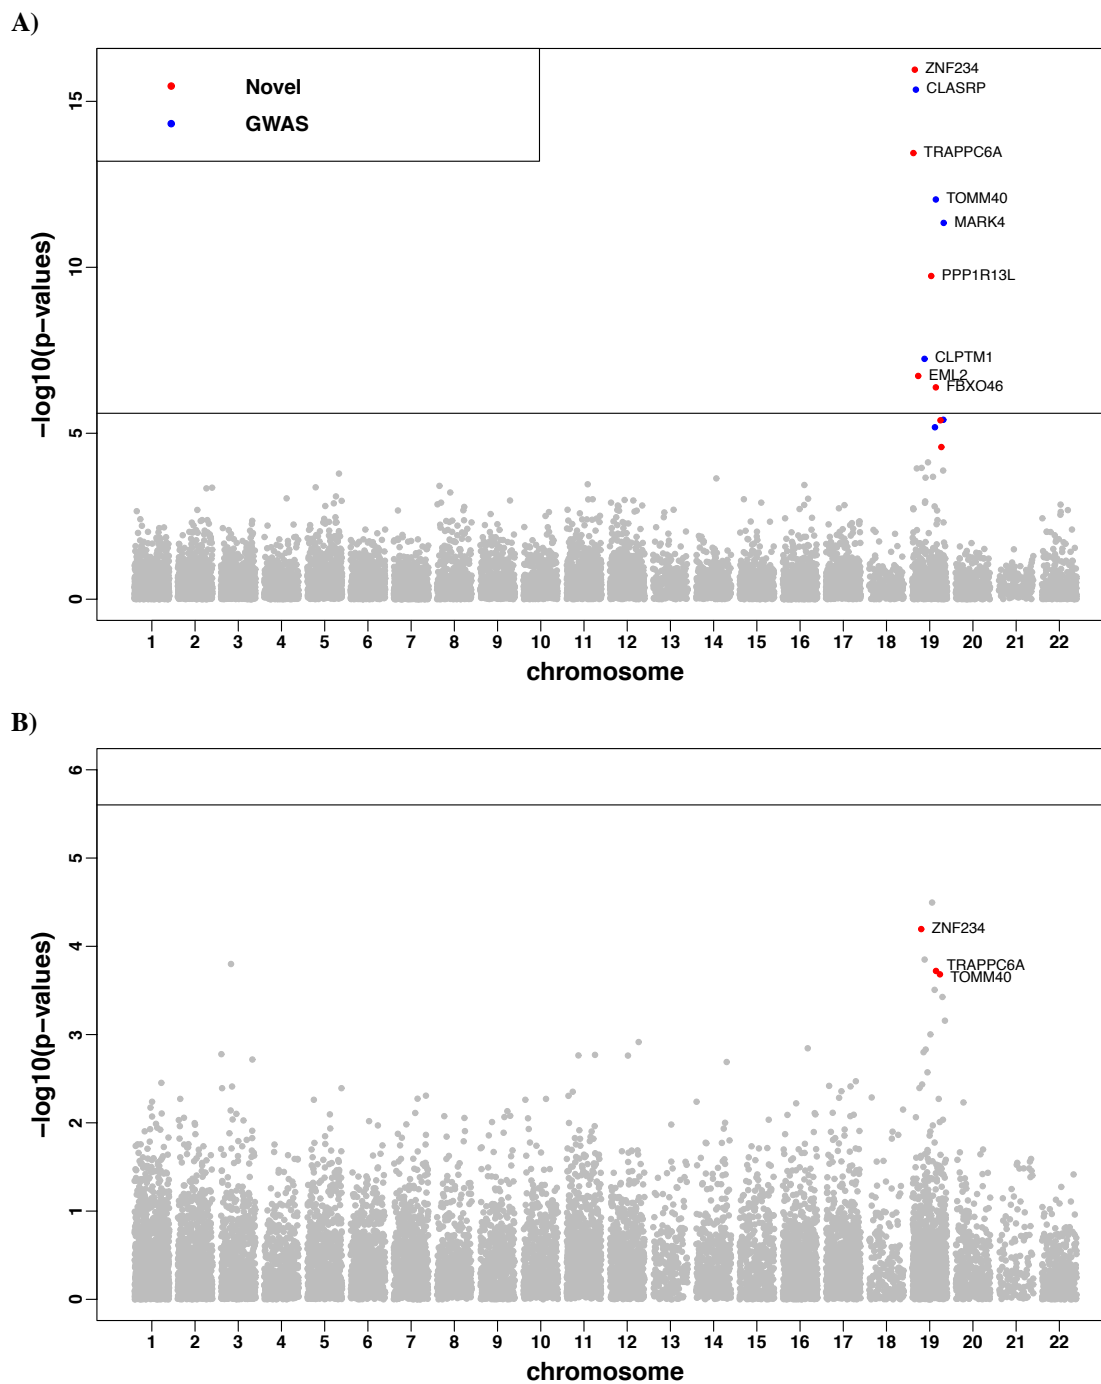 A)
Novel
GWAS
ZNF234
CLASRP
TRAPPC6A
TOMM40
MARK4
PPP1R13L
CLPTM1
EML2
FBXO46
−log10(p−values)
15
10
5
0
1 2 3 4 5 6 7 8 9 10 11 12 13 14 15 16 17 18 19 20 21 22
chromosome
B)
ZNF234
TRAPPC6A
TOMM40
−log10(p−values)
6
5
4
3
2
1
0
1 2 3 4 5 6 7 8 9 10 11 12 13 14 15 16 17 18 19 20 21 22
chromosome